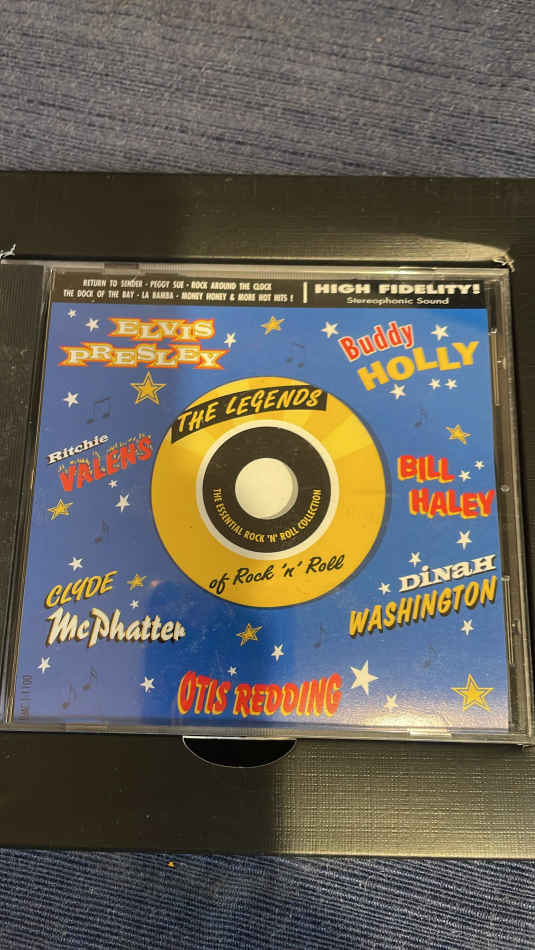 RETURN TO SENDER • PEGGY SUE • ROCK AROUND THE CLOCK
THE DOCK OF THE BAY • LA BAMBA • MONEY HONEY & MORE HOT HITS !
HIGH FIDELITY!
Stereophonic Sound
ELVIS
PRESLEY
Buddy
HOLLY
THE LEGENDS
Ritchie
VALENS
THE ESSENTIAL ROCK 'N' ROLL COLLECTION
of Rock 'n' Roll
BILL
HALEY
CLYDE
McPhatter
DINAH
WASHINGTON
OTIS REDDING